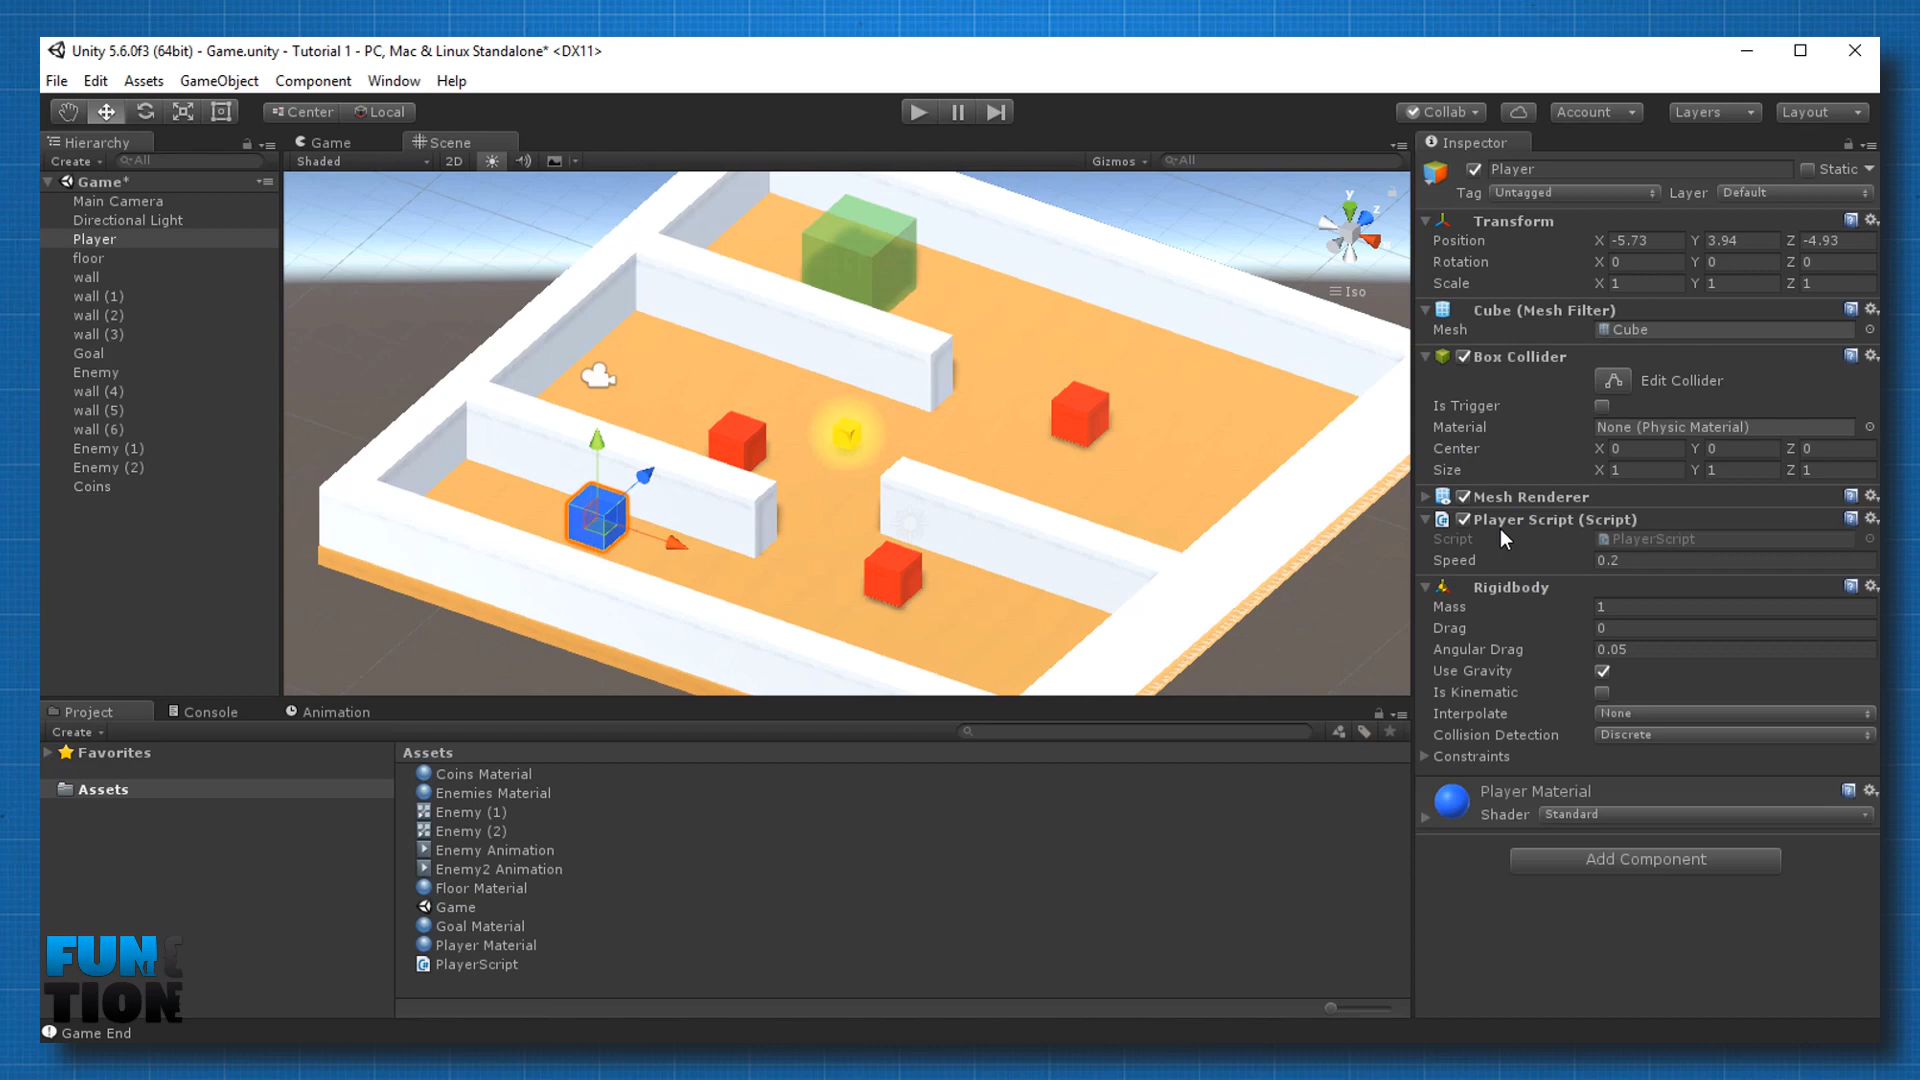 Unity 5.6.0f3 (64bit) - Game.unity - Tutorial 1 - PC, Mac & Linux Standalone* <DX11>
File Edit Assets GameObject Component Window Help
Center Local Collab Account Layers Layout
Hierarchy
Create All
Game*
Main Camera
Directional Light
Player
floor
wall
wall (1)
wall (2)
wall (3)
Goal
Enemy
wall (4)
wall (5)
wall (6)
Enemy (1)
Enemy (2)
Coins
Game Scene
Shaded 2D Gizmos All
y
z
Iso
Inspector
Player Static
Tag Untagged Layer Default
Transform
Position X -5.73 Y 3.94 Z -4.93
Rotation X 0 Y 0 Z 0
Scale X 1 Y 1 Z 1
Cube (Mesh Filter)
Mesh Cube
Box Collider
Edit Collider
Is Trigger
Material None (Physic Material)
Center X 0 Y 0 Z 0
Size X 1 Y 1 Z 1
Mesh Renderer
Player Script (Script)
Script PlayerScript
Speed 0.2
Rigidbody
Mass 1
Drag 0
Angular Drag 0.05
Use Gravity
Is Kinematic
Interpolate None
Collision Detection Discrete
Constraints
Player Material
Shader Standard
Add Component
Project Console Animation
Create
Favorites
Assets
Assets
Coins Material
Enemies Material
Enemy (1)
Enemy (2)
Enemy Animation
Enemy2 Animation
Floor Material
Game
Goal Material
Player Material
PlayerScript
FUN
TION
Game End